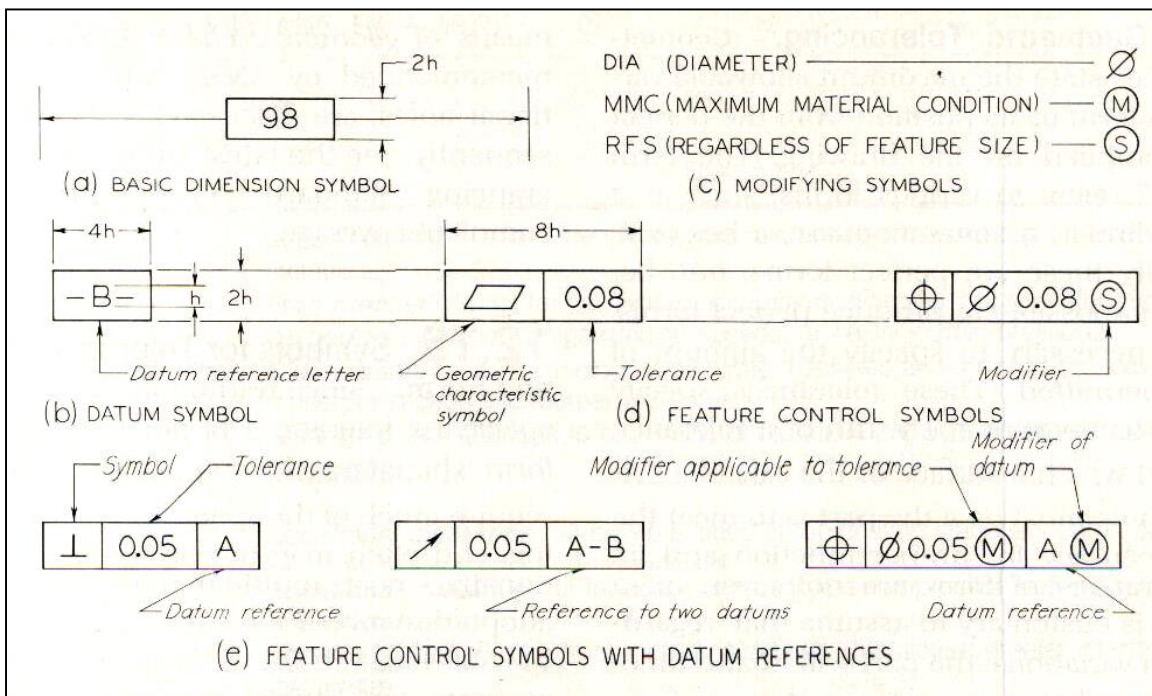 2h
98
(a) BASIC DIMENSION SYMBOL
DIA (DIAMETER) Ø
MMC (MAXIMUM MATERIAL CONDITION) Ⓜ
RFS (REGARDLESS OF FEATURE SIZE) Ⓢ
(c) MODIFYING SYMBOLS
4h
-B-
h
2h
Datum reference letter
(b) DATUM SYMBOL
8h
⏥ 0.08
Geometric
characteristic
symbol
Tolerance
⌖ Ø 0.08 Ⓢ
Modifier
(d) FEATURE CONTROL SYMBOLS
Symbol
Tolerance
⊥ 0.05 A
Datum reference
↗ 0.05 A-B
Reference to two datums
Modifier applicable to tolerance
Modifier of
datum
⌖ Ø0.05 Ⓜ A Ⓜ
Datum reference
(e) FEATURE CONTROL SYMBOLS WITH DATUM REFERENCES